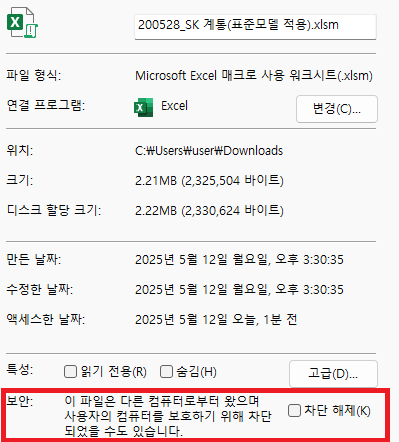 200528_SK 계통(표준모델 적용).xlsm
파일 형식: Microsoft Excel 매크로 사용 워크시트(.xlsm)
연결 프로그램: Excel 변경(C)...
위치: C:₩Users₩user₩Downloads
크기: 2.21MB (2,325,504 바이트)
디스크 할당 크기: 2.22MB (2,330,624 바이트)
만든 날짜: 2025년 5월 12일 월요일, 오후 3:30:35
수정한 날짜: 2025년 5월 12일 월요일, 오후 3:30:35
액세스한 날짜: 2025년 5월 12일 오늘, 1분 전
특성: 읽기 전용(R) 숨김(H) 고급(D)...
보안: 이 파일은 다른 컴퓨터로부터 왔으며
사용자의 컴퓨터를 보호하기 위해 차단 차단 해제(K)
되었을 수도 있습니다.